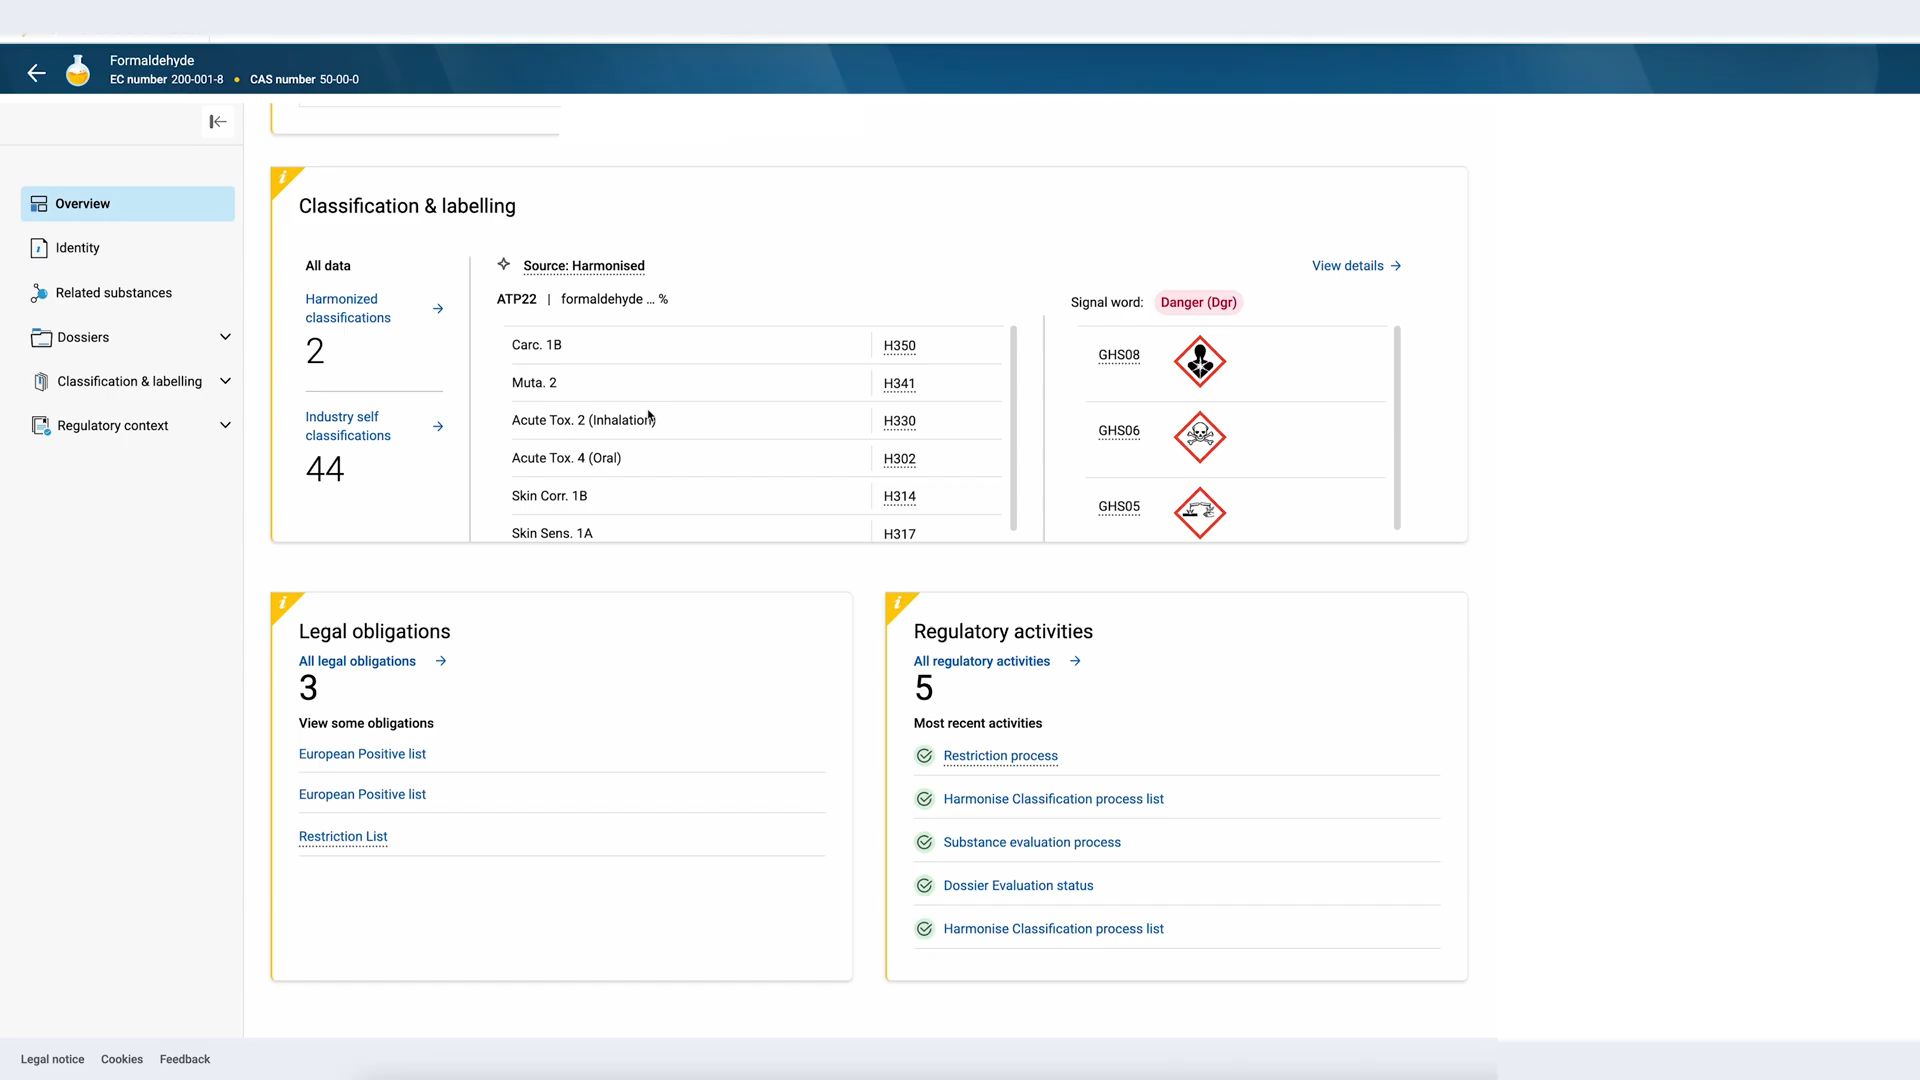 Formaldehyde
EC number 200-001-8 • CAS number 50-00-0
Overview
Identity
Related substances
Dossiers
Classification & labelling
Regulatory context
Classification & labelling
All data
Harmonized
classifications
2
Industry self
classifications
44
Source: Harmonised
View details
ATP22 | formaldehyde ... %
Signal word: Danger (Dgr)
Carc. 1B H350
Muta. 2 H341
Acute Tox. 2 (Inhalation) H330
Acute Tox. 4 (Oral) H302
Skin Corr. 1B H314
Skin Sens. 1A H317
GHS08
GHS06
GHS05
Legal obligations
All legal obligations
3
View some obligations
European Positive list
European Positive list
Restriction List
Regulatory activities
All regulatory activities
5
Most recent activities
Restriction process
Harmonise Classification process list
Substance evaluation process
Dossier Evaluation status
Harmonise Classification process list
Legal notice Cookies Feedback